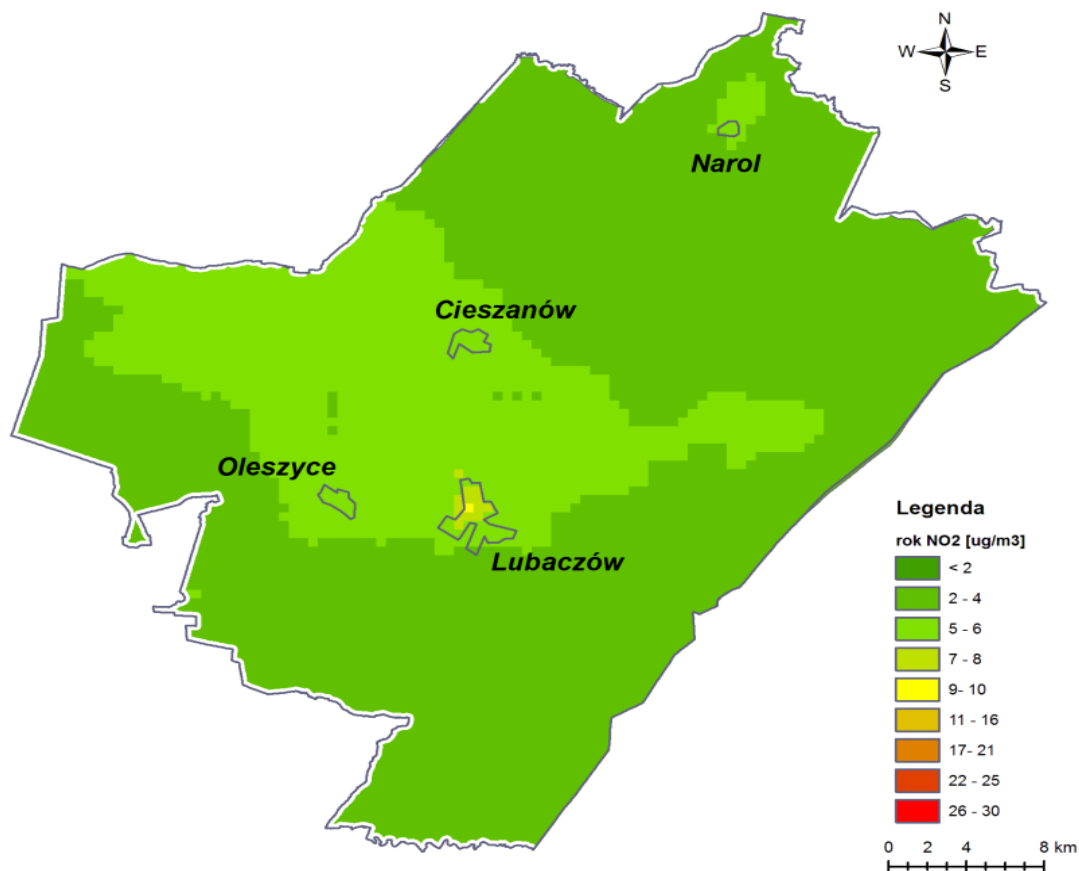 N
W E
S
Narol
Cieszanów
Oleszyce
Lubaczów
Legenda
rok NO2 [ug/m3]
< 2
2 - 4
5 - 6
7 - 8
9- 10
11 - 16
17- 21
22 - 25
26 - 30
0 2 4 8 km